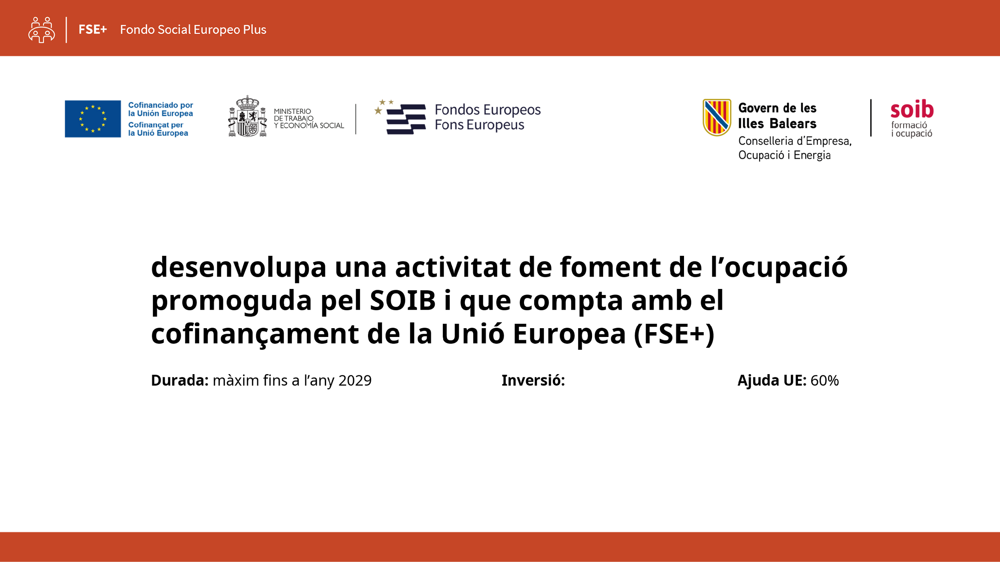 FSE+ Fondo Social Europeo Plus
Cofinanciado por
la Unión Europea
Cofinançat per
la Unió Europea
MINISTERIO
DE TRABAJO
Y ECONOMÍA SOCIAL
Fondos Europeos
Fons Europeus
Govern de les
Illes Balears
Conselleria d'Empresa,
Ocupació i Energia
soib
formació
i ocupació
desenvolupa una activitat de foment de l’ocupació
promoguda pel SOIB i que compta amb el
cofinançament de la Unió Europea (FSE+)
Durada: màxim fins a l’any 2029 Inversió: Ajuda UE: 60%